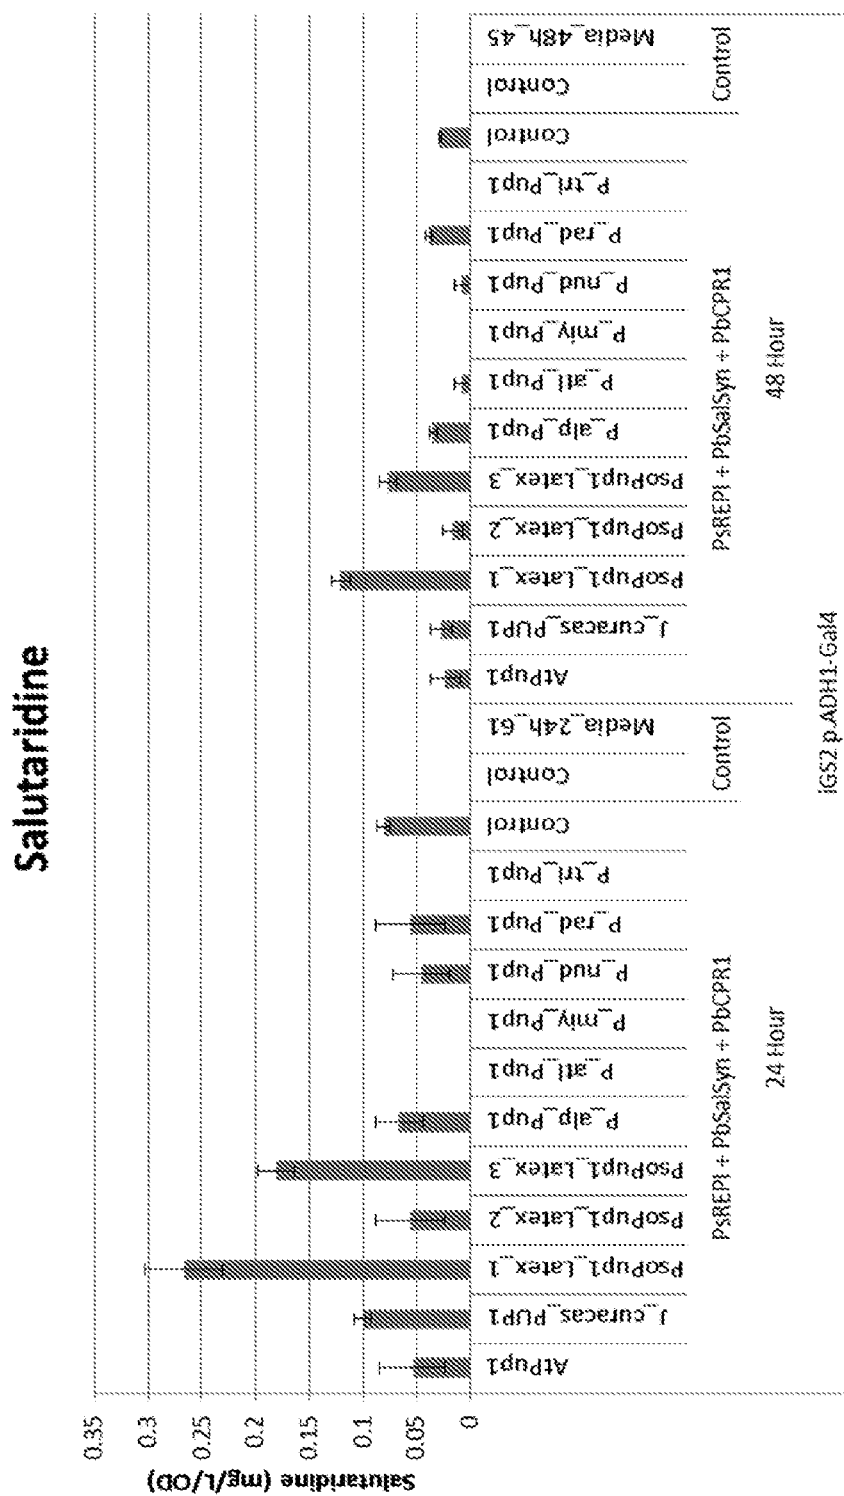 Salutaridine
Salutaridine (mg/L/OD)
0.35
0.3
0.25
0.2
0.15
0.1
0.05
0
AtPup1
J_curacas_PUP1
PsoPup1_Latex_1
PsoPup1_Latex_2
PsoPup1_Latex_3
P_alp_Pup1
P_atl_Pup1
P_miy_Pup1
P_nud_Pup1
P_rad_Pup1
P_tri_Pup1
Control
Control
Media_24h_61
AtPup1
J_curacas_PUP1
PsoPup1_Latex_1
PsoPup1_Latex_2
PsoPup1_Latex_3
P_alp_Pup1
P_atl_Pup1
P_miy_Pup1
P_nud_Pup1
P_rad_Pup1
P_tri_Pup1
Control
Control
Media_48h_45
PsREPI + PbSalSyn + PbCPR1
Control
PsREPI + PbSalSyn + PbCPR1
Control
24 Hour
48 Hour
IGS2 p.ADH1-Gal4